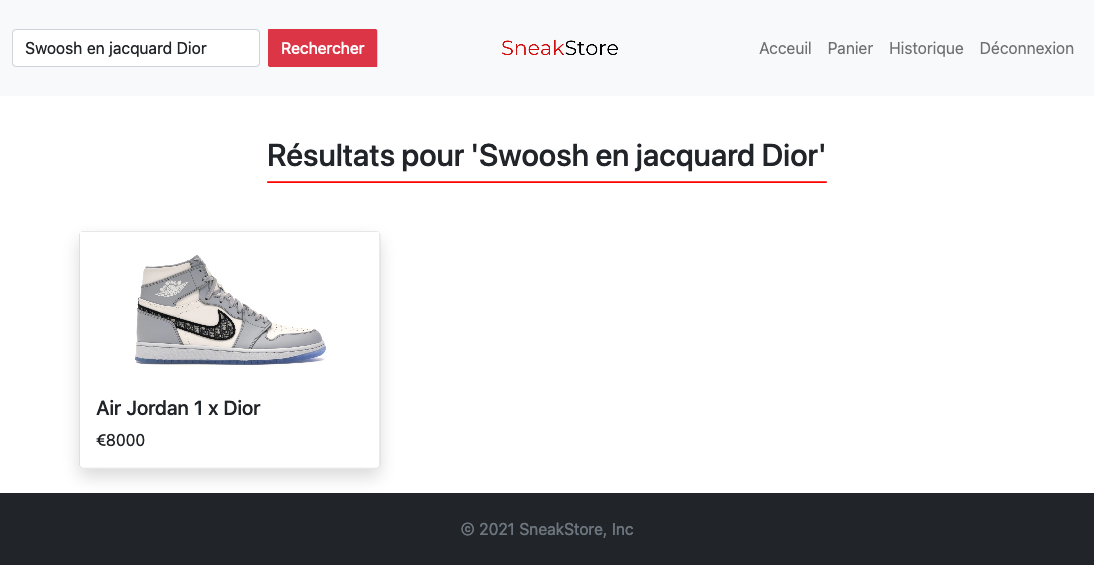 Swoosh en jacquard Dior
Rechercher
SneakStore
Acceuil Panier Historique Déconnexion
Résultats pour 'Swoosh en jacquard Dior'
Air Jordan 1 x Dior
€8000
© 2021 SneakStore, Inc